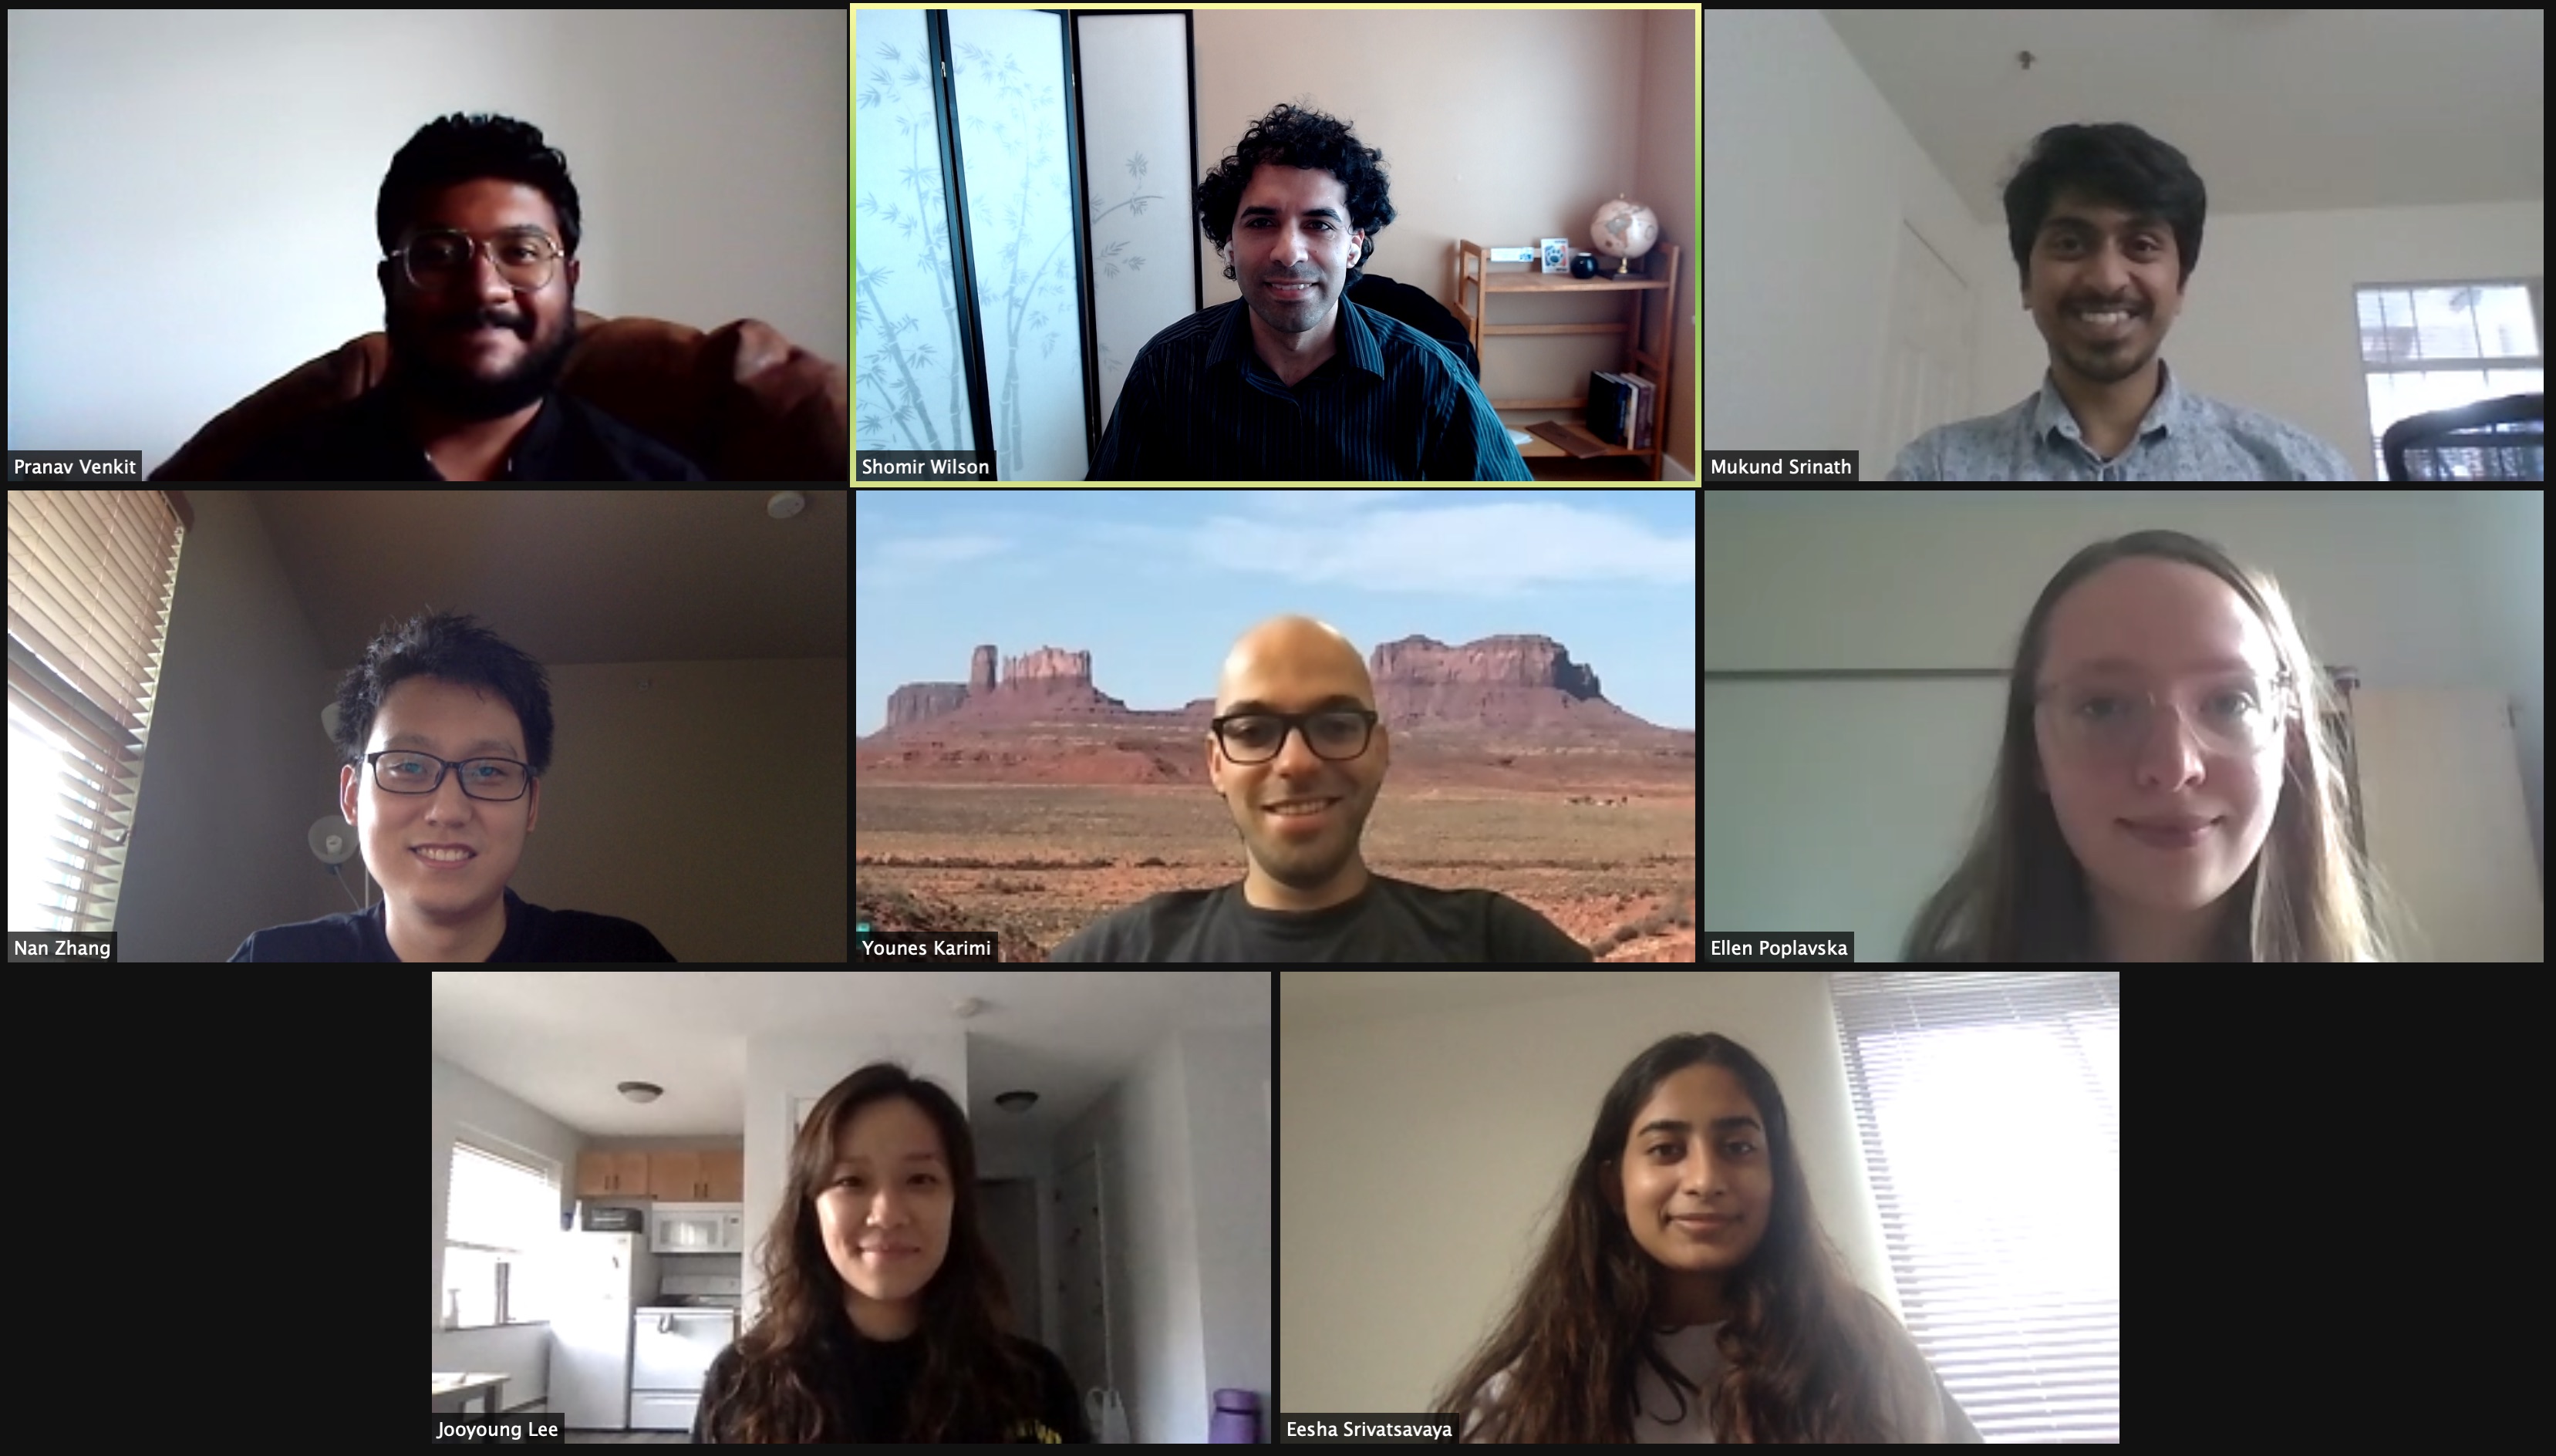 Pranav Venkit
Shomir Wilson
Mukund Srinath
Nan Zhang
Younes Karimi
Ellen Poplavska
Jooyoung Lee
Eesha Srivatsavaya